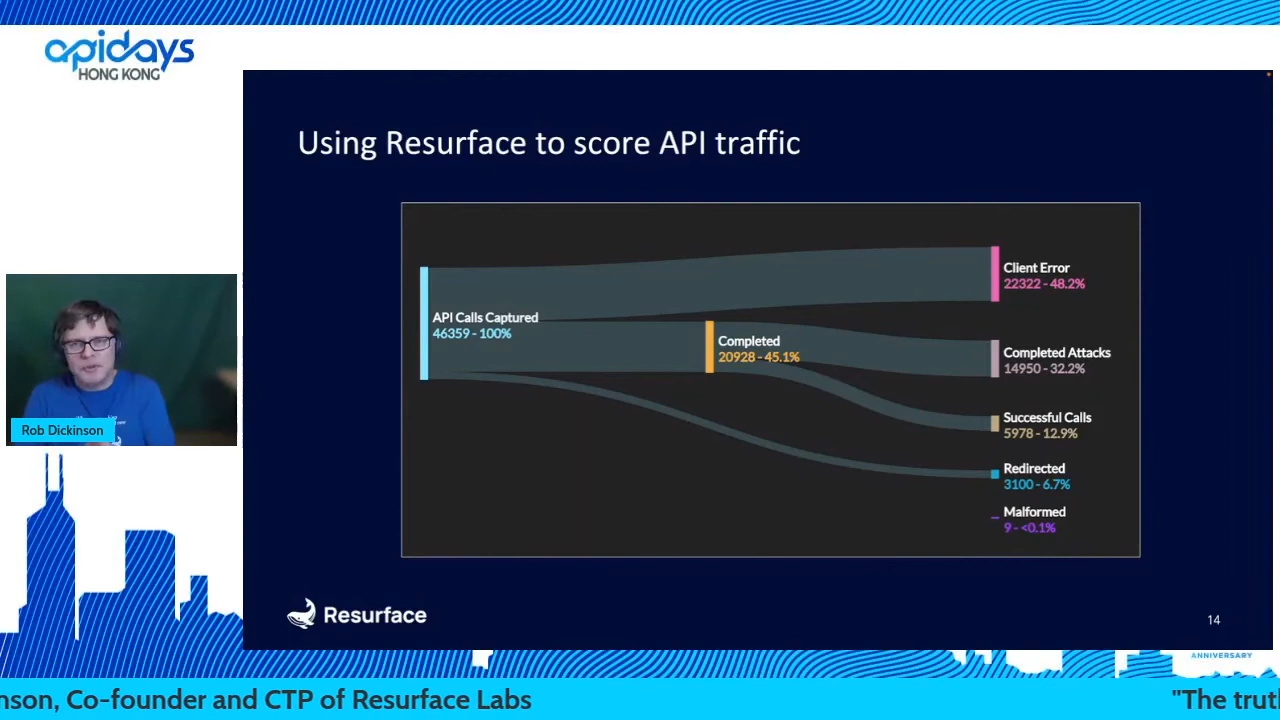 apidays
HONG KONG
Using Resurface to score API traffic
API Calls Captured
46359 - 100%
Completed
20928 - 45.1%
Client Error
22322 - 48.2%
Completed Attacks
14950 - 32.2%
Successful Calls
5978 - 12.9%
Redirected
3100 - 6.7%
Malformed
9 - <0.1%
Rob Dickinson
Resurface
14
ANNIVERSARY
nson, Co-founder and CTP of Resurface Labs
"The trut